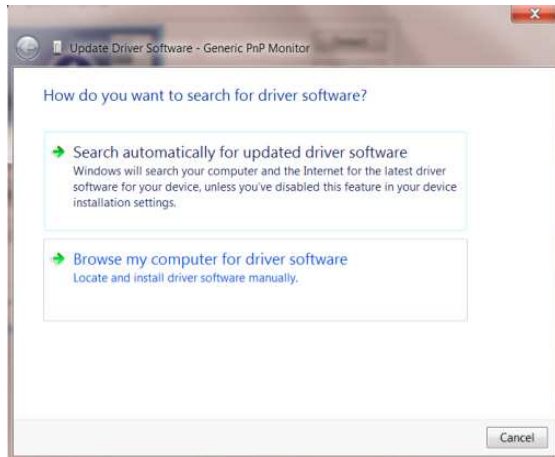 Update Driver Software - Generic PnP Monitor
How do you want to search for driver software?
Search automatically for updated driver software
Windows will search your computer and the Internet for the latest driver
software for your device, unless you've disabled this feature in your device
installation settings.
Browse my computer for driver software
Locate and install driver software manually.
Cancel